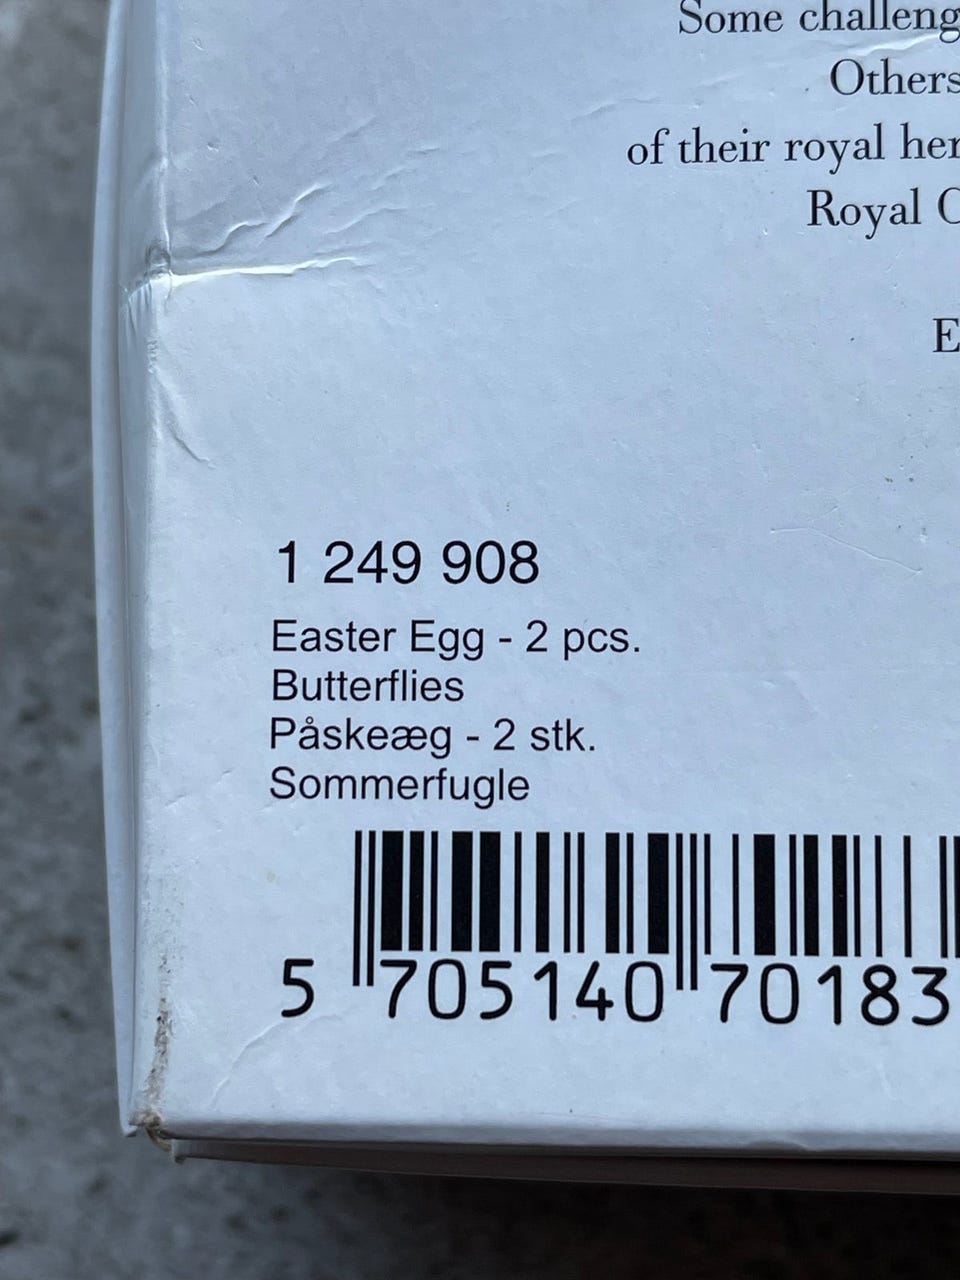 Some challeng
Others
of their royal her
Royal C
E
1 249 908
Easter Egg - 2 pcs.
Butterflies
Påskeæg - 2 stk.
Sommerfugle
5 705140 70183